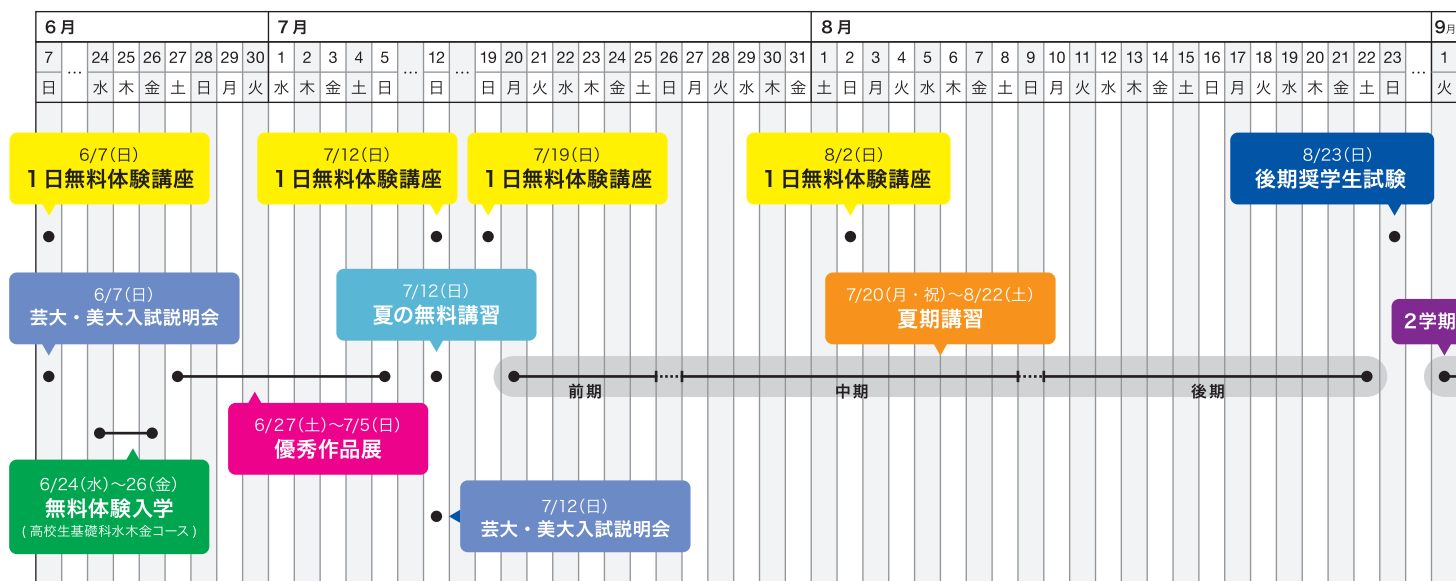 6月 7月 8月 9月
7 … 24 25 26 27 28 29 30 1 2 3 4 5 … 12 … 19 20 21 22 23 24 25 26 27 28 29 30 31 1 2 3 4 5 6 7 8 9 10 11 12 13 14 15 16 17 18 19 20 21 22 23 … 1
日 水 木 金 土 日 月 火 水 木 金 土 日 日 日 月 火 水 木 金 土 日 月 火 水 木 金 土 日 月 火 水 木 金 土 日 月 火 水 木 金 土 日 月 火 水 木 金 土 日 火
6/7(日)
1日無料体験講座
7/12(日)
1日無料体験講座
7/19(日)
1日無料体験講座
8/2(日)
1日無料体験講座
8/23(日)
後期奨学生試験
6/7(日)
芸大・美大入試説明会
7/12(日)
夏の無料講習
7/20(月・祝)〜8/22(土)
夏期講習
2学期
前期
中期
後期
6/27(土)〜7/5(日)
優秀作品展
6/24(水)〜26(金)
無料体験入学
(高校生基礎科水木金コース)
7/12(日)
芸大・美大入試説明会